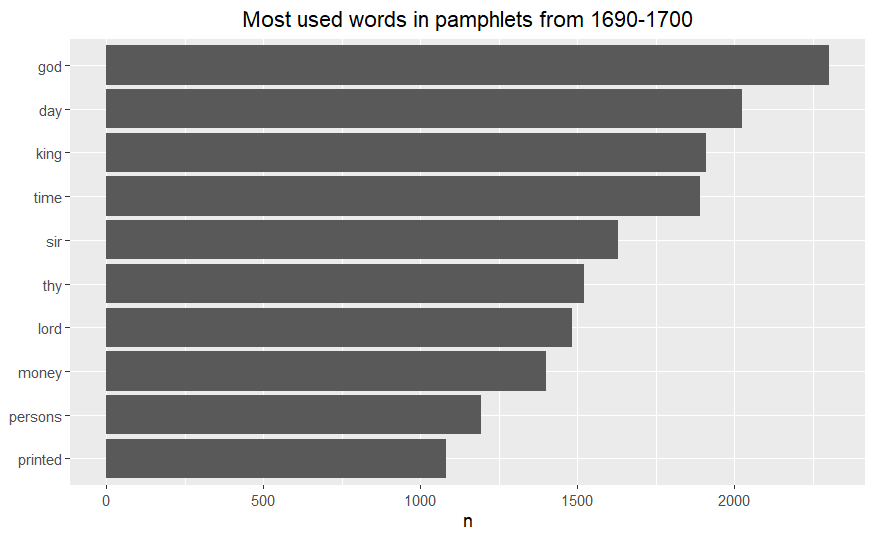 Most used words in pamphlets from 1690-1700
god
day
king
time
sir
thy
lord
money
persons
printed
0 500 1000 1500 2000
n